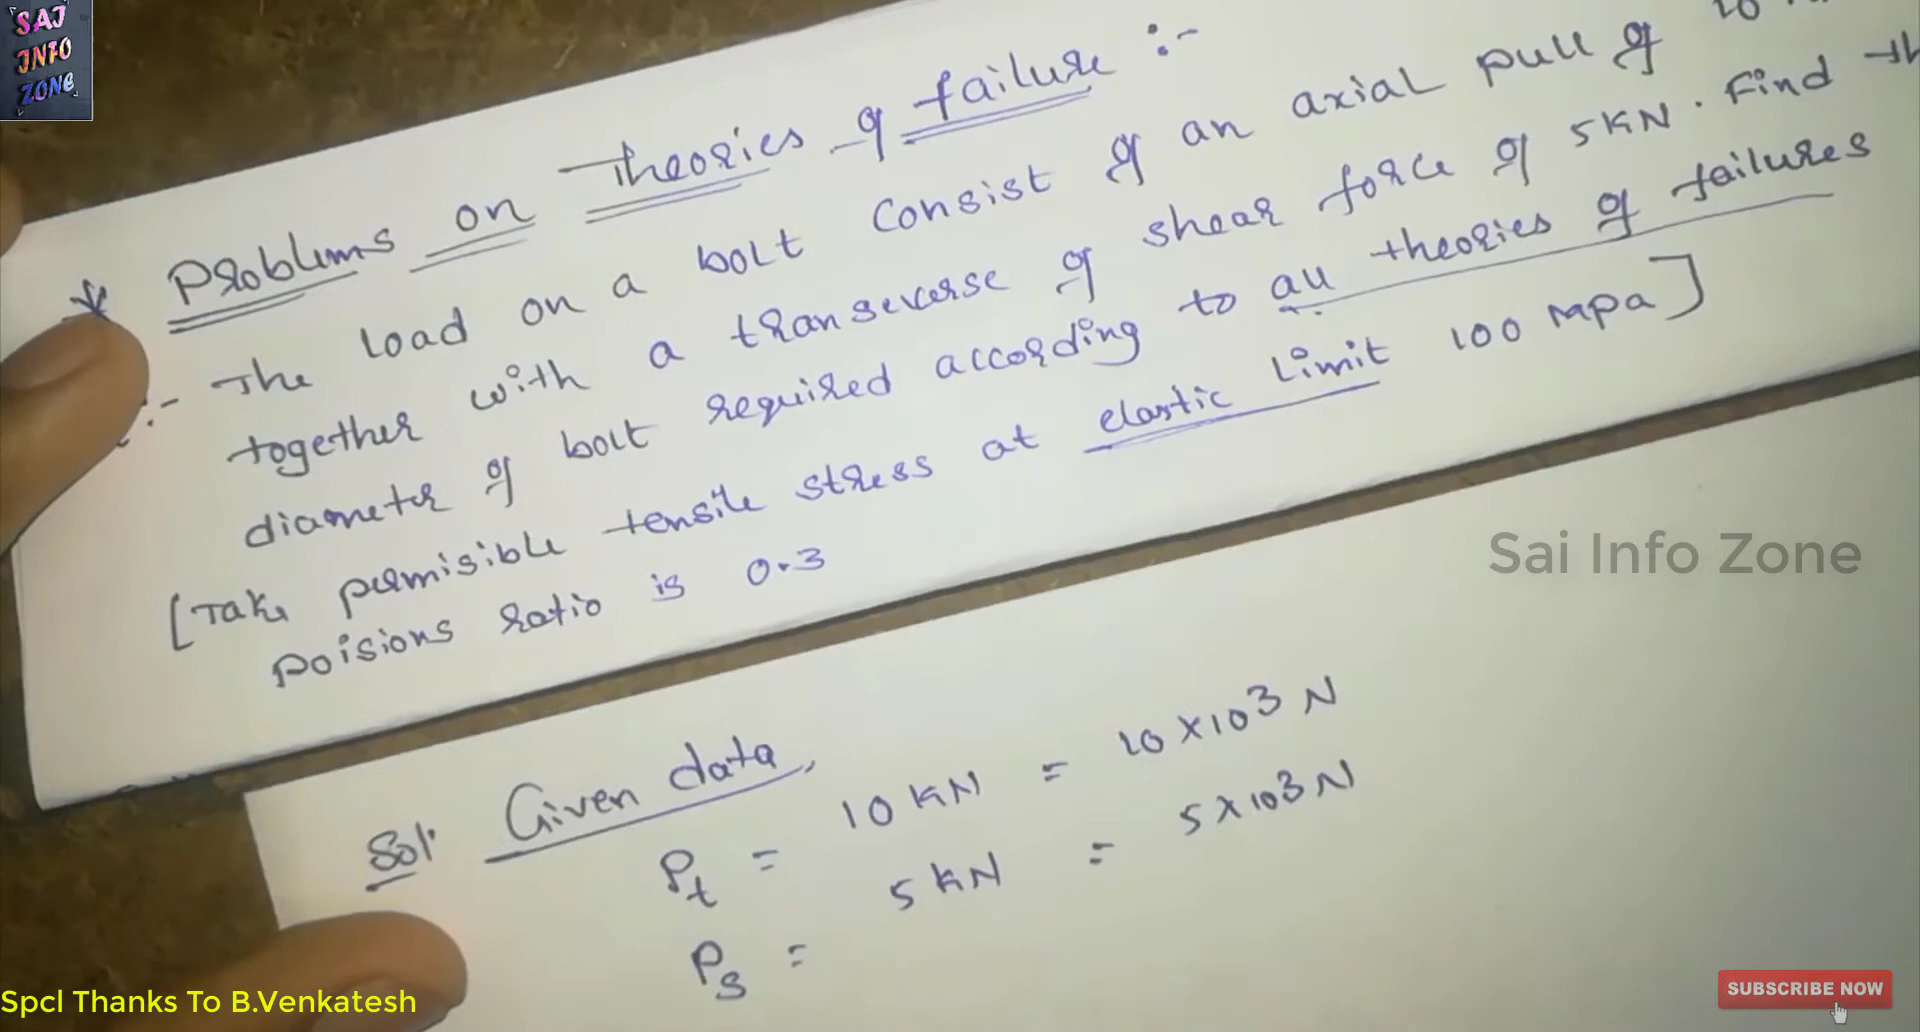 SAI
INFO
ZONE
* Problems on Theories of failure :-
:- The load on a bolt consist of an axial pull of 10
together with a transeverse of shear force of 5KN. Find
diameter of bolt required according to all theories of failures
[Take permisible tensile stress at elastic limit 100 Mpa]
poisions ratio is 0.3
Sai Info Zone
Sol: Given data,
Pt = 10 KN = 10 x 10³ N
Ps = 5 KN = 5 x 10³ N
Spcl Thanks To B.Venkatesh
SUBSCRIBE NOW